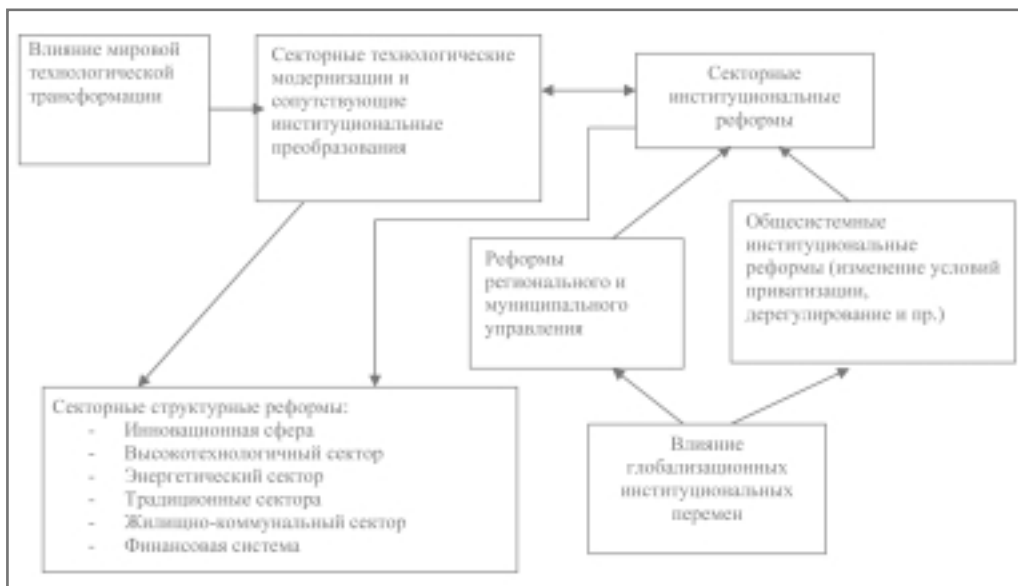 Влияние мировой
технологической
трансформации
Секторные технологические
модернизации и
сопутствующие
институциональные
преобразования
Секторные
институциональные
реформы
Реформы
регионального и
муниципального
управления
Общесистемные
институциональные
реформы (изменение условий
приватизации,
дерегулирование и пр.)
Секторные структурные реформы:
- Инновационная сфера
- Высокотехнологичный сектор
- Энергетический сектор
- Традиционные сектора
- Жилищно-коммунальный сектор
- Финансовая система
Влияние
глобализационных
институциональных
перемен